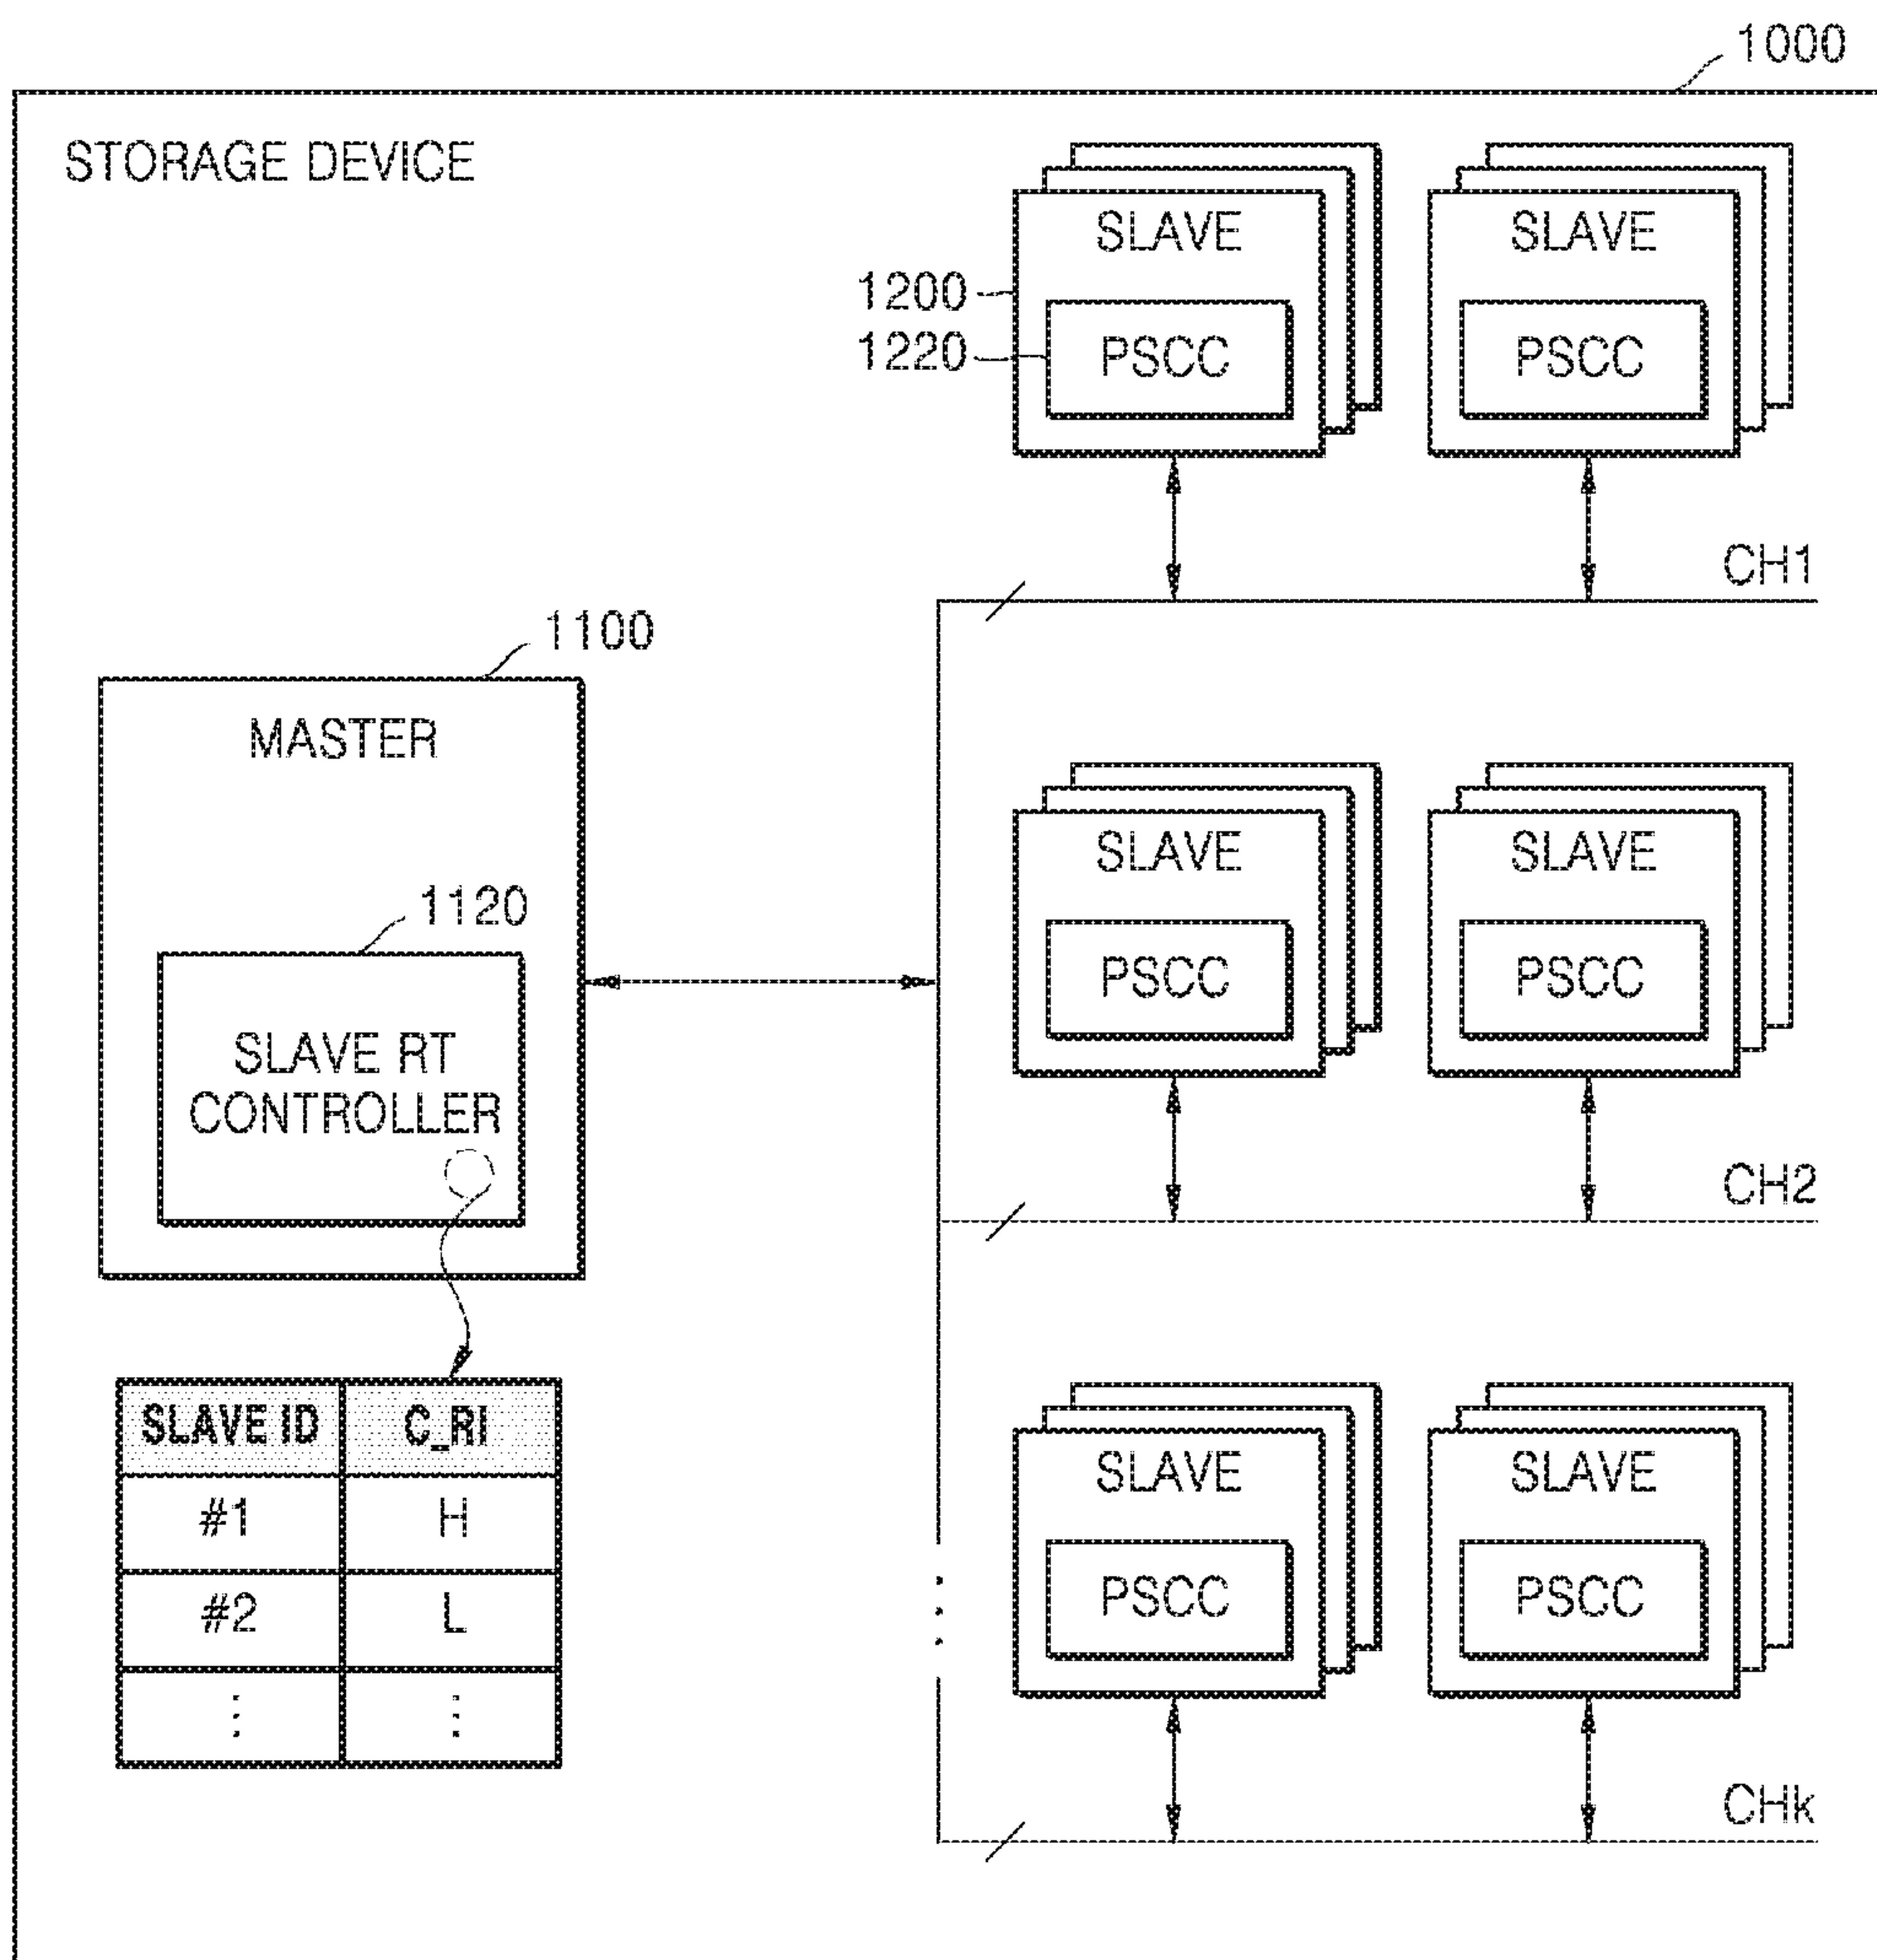 1000
STORAGE DEVICE
SLAVE SLAVE
1200
1220 PSCC PSCC
CH1
1100
MASTER
SLAVE SLAVE
1120
PSCC PSCC
SLAVE RT
CONTROLLER
CH2
SLAVE ID C_RI
SLAVE SLAVE
#1 H
PSCC PSCC
#2 L
⋮ ⋮
CHk